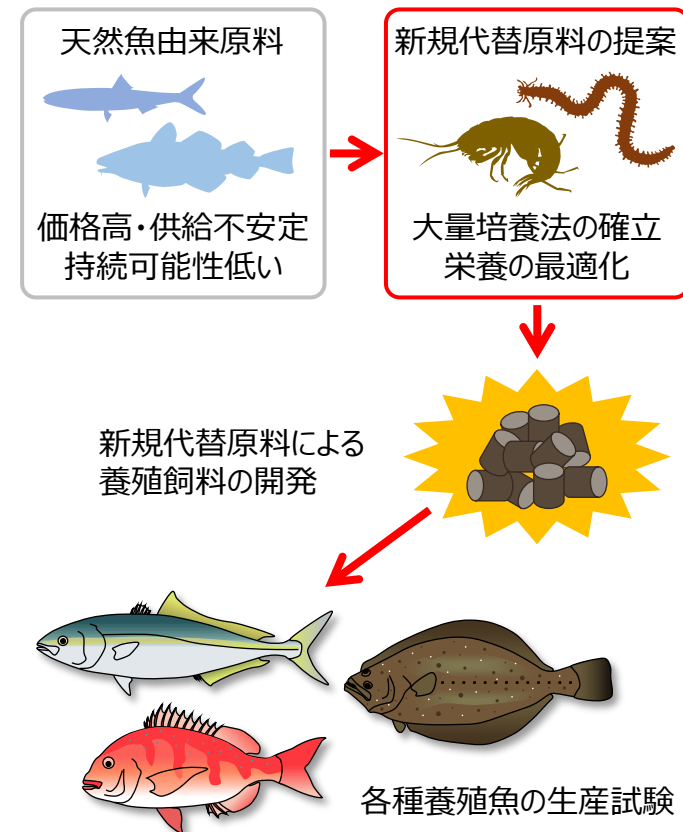 天然魚由来原料
価格高・供給不安定
持続可能性低い
新規代替原料の提案
大量培養法の確立
栄養の最適化
新規代替原料による
養殖飼料の開発
各種養殖魚の生産試験